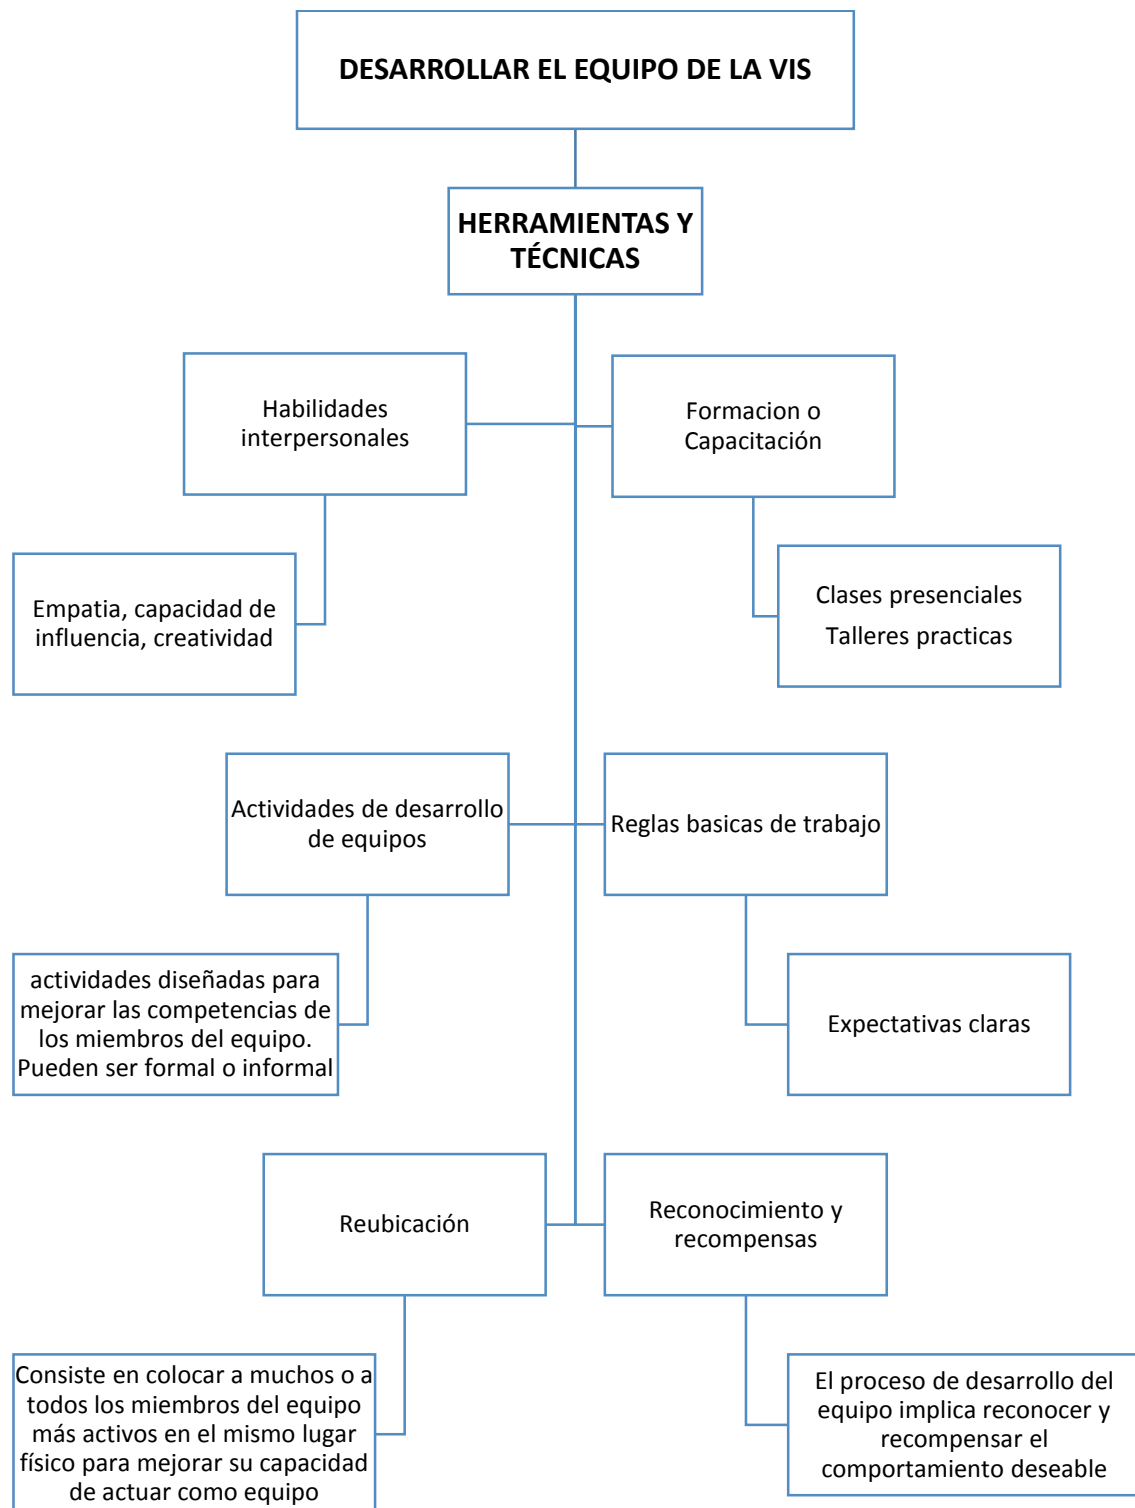 DESARROLLAR EL EQUIPO DE LA VIS
HERRAMIENTAS Y
TÉCNICAS
Habilidades
interpersonales
Formacion o
Capacitación
Empatia, capacidad de
influencia, creatividad
Clases presenciales
Talleres practicas
Actividades de desarrollo
de equipos
Reglas basicas de trabajo
actividades diseñadas para
mejorar las competencias de
los miembros del equipo.
Pueden ser formal o informal
Expectativas claras
Reubicación
Reconocimiento y
recompensas
Consiste en colocar a muchos o a
todos los miembros del equipo
más activos en el mismo lugar
físico para mejorar su capacidad
de actuar como equipo
El proceso de desarrollo del
equipo implica reconocer y
recompensar el
comportamiento deseable